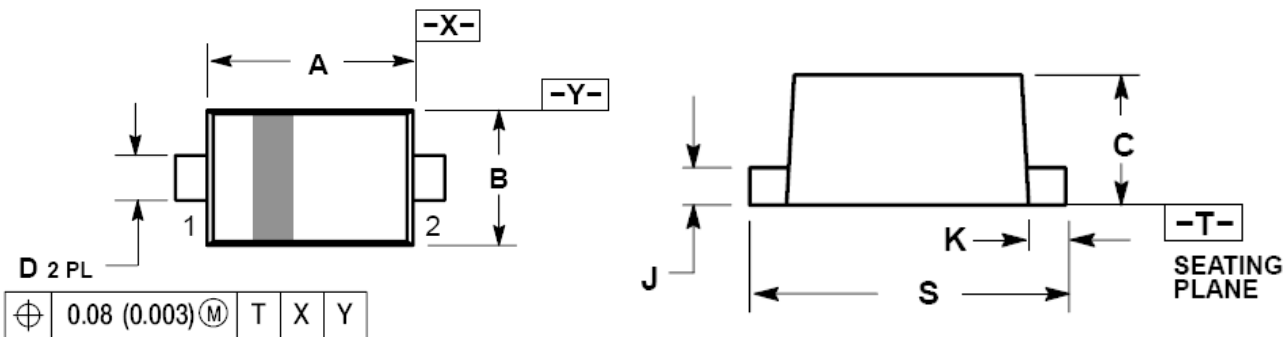 −X−
A
−Y−
B
1
2
D 2 PL
⌖ 0.08 (0.003) Ⓜ T X Y
C
−T−
K
J
S
SEATING
PLANE